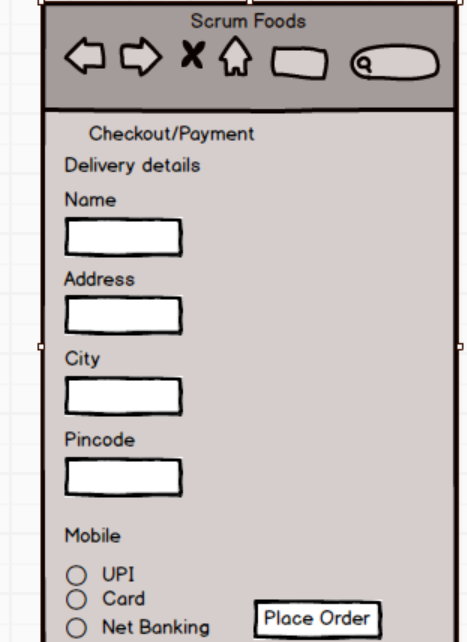 Scrum Foods
Checkout/Payment
Delivery details
Name
Address
City
Pincode
Mobile
UPI
Card
Net Banking
Place Order